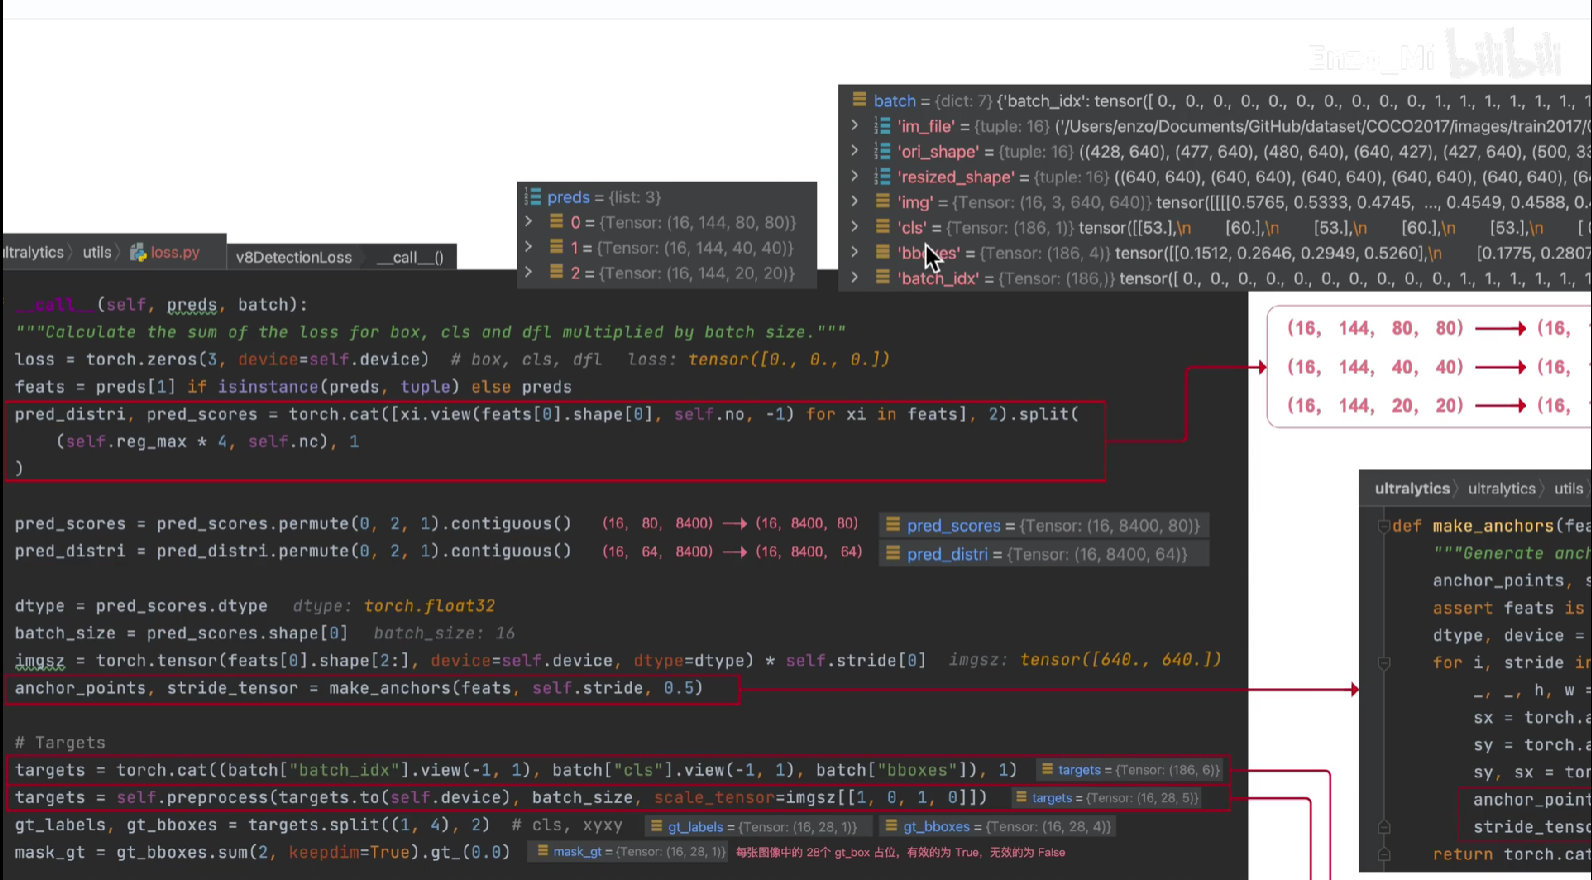 Enzo_Mi bilibili
batch = {dict: 7} {'batch_idx': tensor([ 0., 0., 0., 0., 0., 0., 0., 0., 0., 0., 1., 1., 1., 1., 1., 1
'im_file' = {tuple: 16} ('/Users/enzo/Documents/GitHub/dataset/COCO2017/images/train2017/
'ori_shape' = {tuple: 16} ((428, 640), (477, 640), (480, 640), (640, 427), (427, 640), (500, 33
'resized_shape' = {tuple: 16} ((640, 640), (640, 640), (640, 640), (640, 640), (640, 640), (64
'img' = {Tensor: (16, 3, 640, 640)} tensor([[[[0.5765, 0.5333, 0.4745, ..., 0.4549, 0.4588, 0.4
'cls' = {Tensor: (186, 1)} tensor([[53.],\n [60.],\n [53.],\n [60.],\n [53.],\n [
'bboxes' = {Tensor: (186, 4)} tensor([[0.1512, 0.2646, 0.2949, 0.5260],\n [0.1775, 0.2807
'batch_idx' = {Tensor: (186,)} tensor([ 0., 0., 0., 0., 0., 0., 0., 0., 0., 0., 1., 1., 1., 1., 1., 1
preds = {list: 3}
0 = {Tensor: (16, 144, 80, 80)}
1 = {Tensor: (16, 144, 40, 40)}
2 = {Tensor: (16, 144, 20, 20)}
ltralytics utils loss.py v8DetectionLoss __call__()
__call__(self, preds, batch):
"""Calculate the sum of the loss for box, cls and dfl multiplied by batch size."""
loss = torch.zeros(3, device=self.device) # box, cls, dfl loss: tensor([0., 0., 0.])
feats = preds[1] if isinstance(preds, tuple) else preds
pred_distri, pred_scores = torch.cat([xi.view(feats[0].shape[0], self.no, -1) for xi in feats], 2).split(
(self.reg_max * 4, self.nc), 1
)
(16, 144, 80, 80) → (16,
(16, 144, 40, 40) → (16,
(16, 144, 20, 20) → (16,
pred_scores = pred_scores.permute(0, 2, 1).contiguous() (16, 80, 8400) → (16, 8400, 80) pred_scores = {Tensor: (16, 8400, 80)}
pred_distri = pred_distri.permute(0, 2, 1).contiguous() (16, 64, 8400) → (16, 8400, 64) pred_distri = {Tensor: (16, 8400, 64)}
dtype = pred_scores.dtype dtype: torch.float32
batch_size = pred_scores.shape[0] batch_size: 16
imgsz = torch.tensor(feats[0].shape[2:], device=self.device, dtype=dtype) * self.stride[0] imgsz: tensor([640., 640.])
anchor_points, stride_tensor = make_anchors(feats, self.stride, 0.5)
# Targets
targets = torch.cat((batch["batch_idx"].view(-1, 1), batch["cls"].view(-1, 1), batch["bboxes"]), 1) targets = {Tensor: (186, 6)}
targets = self.preprocess(targets.to(self.device), batch_size, scale_tensor=imgsz[[1, 0, 1, 0]]) targets = {Tensor: (16, 28, 5)}
gt_labels, gt_bboxes = targets.split((1, 4), 2) # cls, xyxy gt_labels = {Tensor: (16, 28, 1)} gt_bboxes = {Tensor: (16, 28, 4)}
mask_gt = gt_bboxes.sum(2, keepdim=True).gt_(0.0) mask_gt = {Tensor: (16, 28, 1)} 每张图像中的 28个 gt_box 占位，有效的为 True，无效的为 False
ultralytics ultralytics utils
def make_anchors(fea
"""Generate anch
anchor_points, s
assert feats is
dtype, device =
for i, stride in
_, _, h, w =
sx = torch.a
sy = torch.a
sy, sx = tor
anchor_point
stride_tenso
return torch.cat